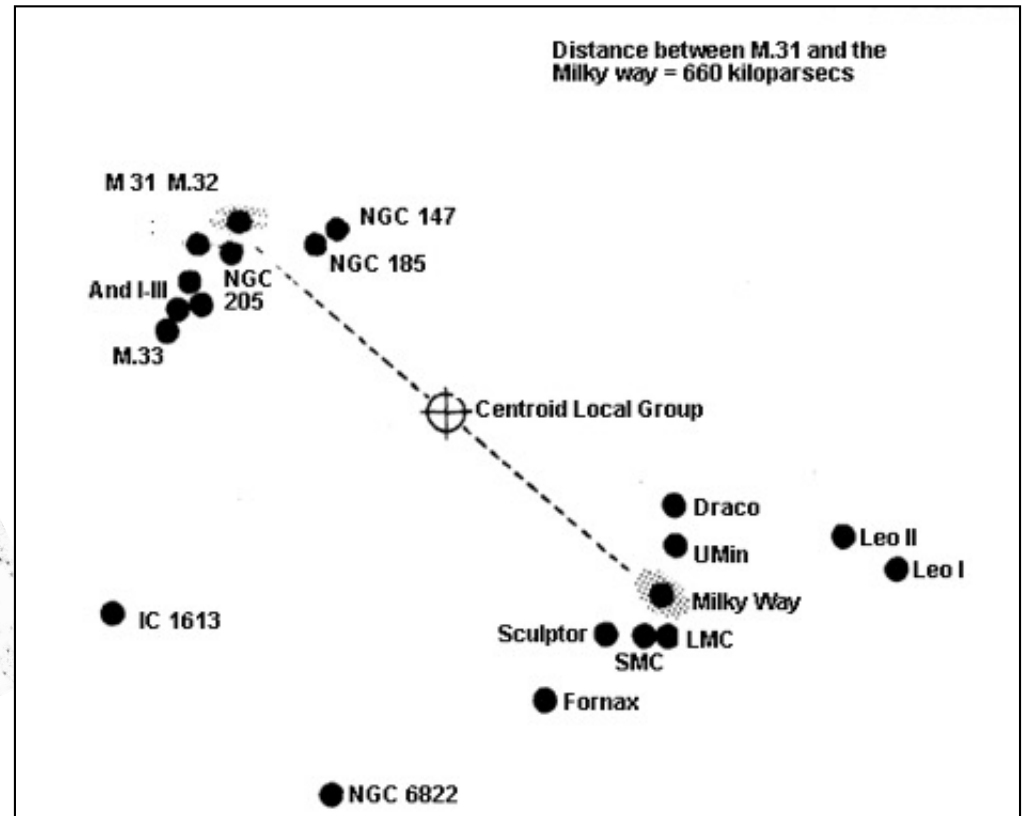 Distance between M.31 and the
Milky way = 660 kiloparsecs
M 31 M.32
NGC 147
NGC 185
NGC
205
And I-III
M.33
Centroid Local Group
Draco
UMin
Leo II
Leo I
Milky Way
IC 1613
Sculptor
LMC
SMC
Fornax
NGC 6822